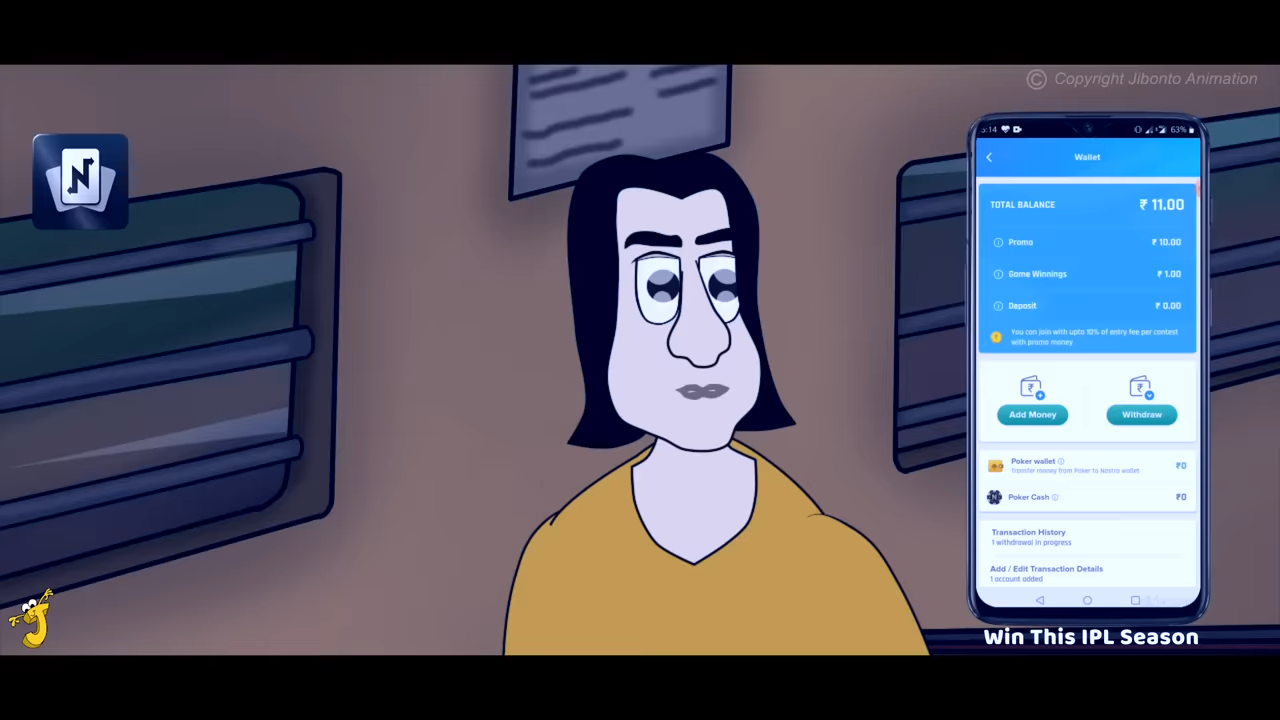 © Copyright Jibonto Animation
N
5:14 63%
Wallet
TOTAL BALANCE ₹ 11.00
Promo ₹ 10.00
Game Winnings ₹ 1.00
Deposit ₹ 0.00
You can join with upto 10% of entry fee per contest
with promo money
Add Money Withdraw
Poker wallet ₹0
Transfer money from Poker to Nostra wallet
Poker Cash ₹0
Transaction History
1 withdrawal in progress
Add / Edit Transaction Details
1 account added
Win This IPL Season